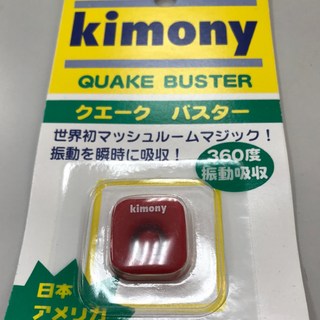 kimony
QUAKE BUSTER
クエーク バスター
世界初マッシュルームマジック!
振動を瞬時に吸収!
360度
振動吸収
kimony
日本
アメリカ